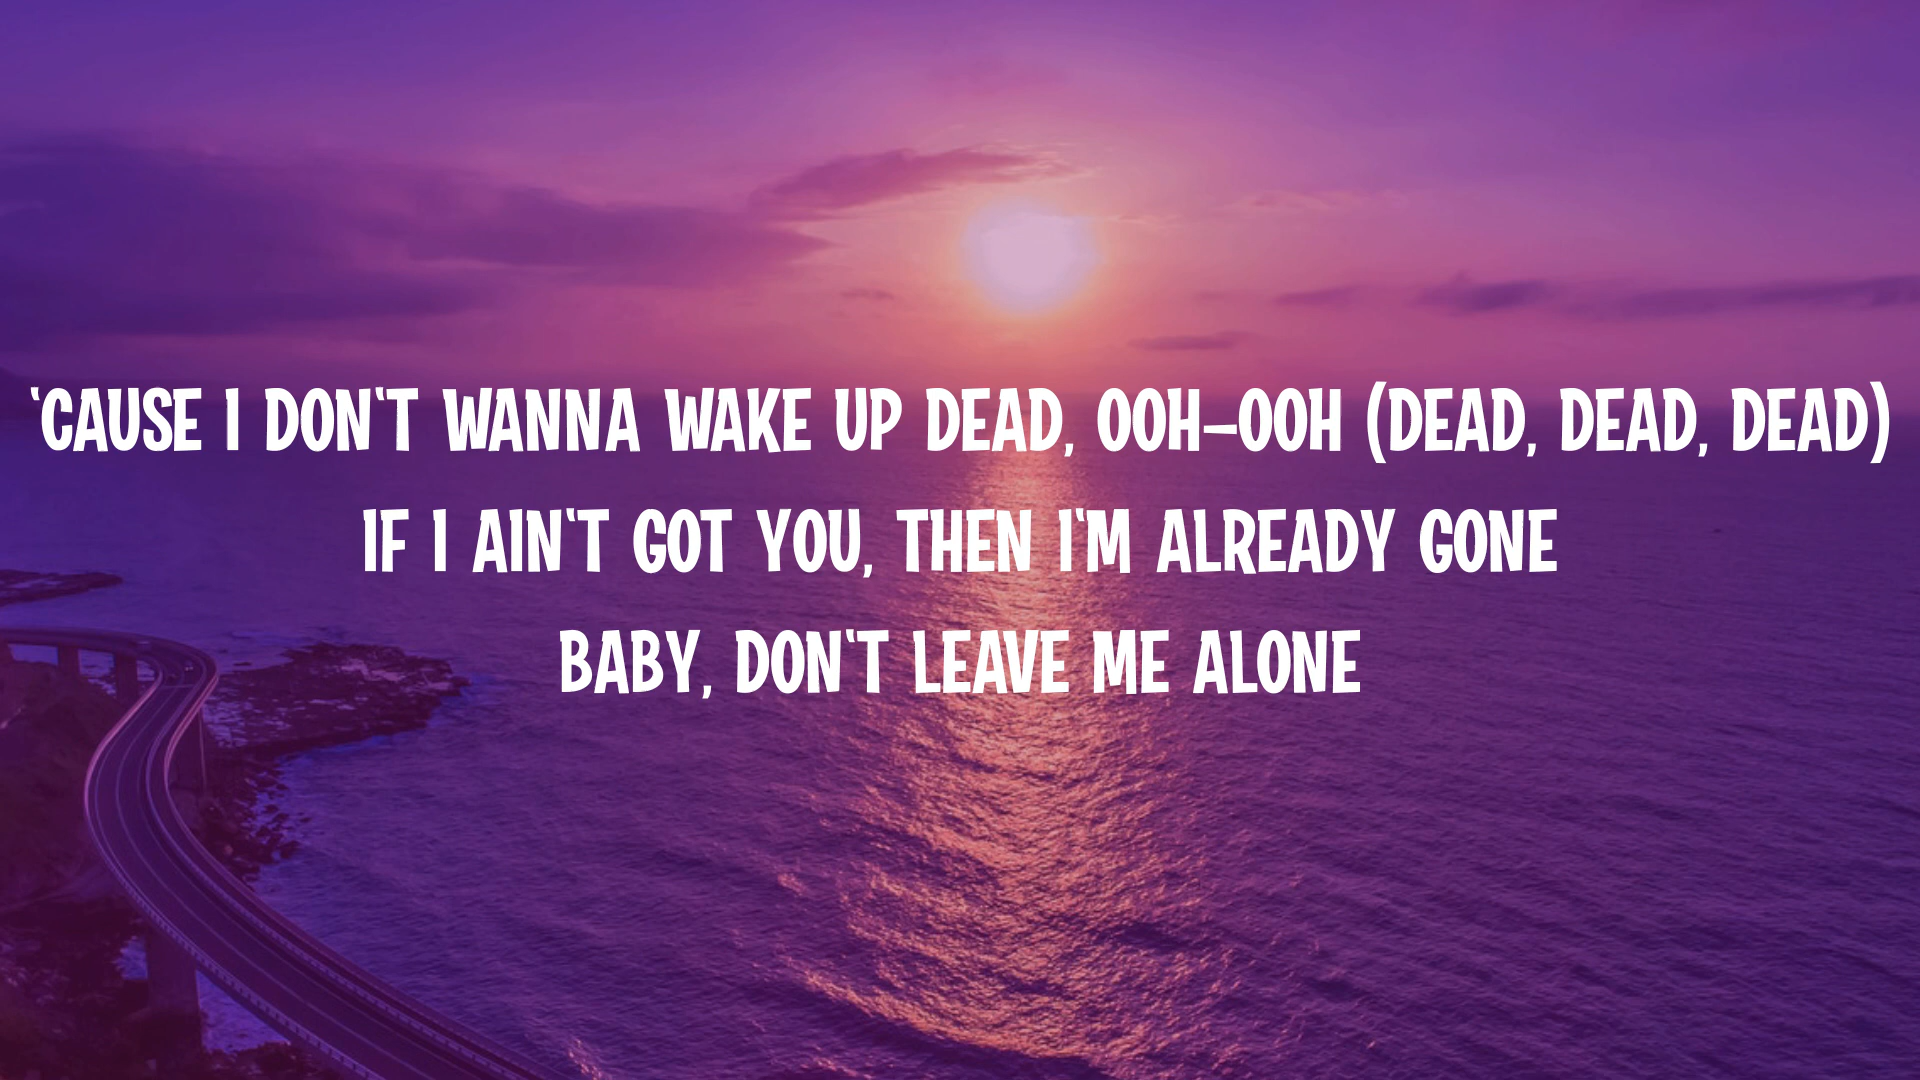 ‛CAUSE I DON‛T WANNA WAKE UP DEAD, OOH-OOH (DEAD, DEAD, DEAD)
IF I AIN‛T GOT YOU, THEN I‛M ALREADY GONE
BABY, DON‛T LEAVE ME ALONE